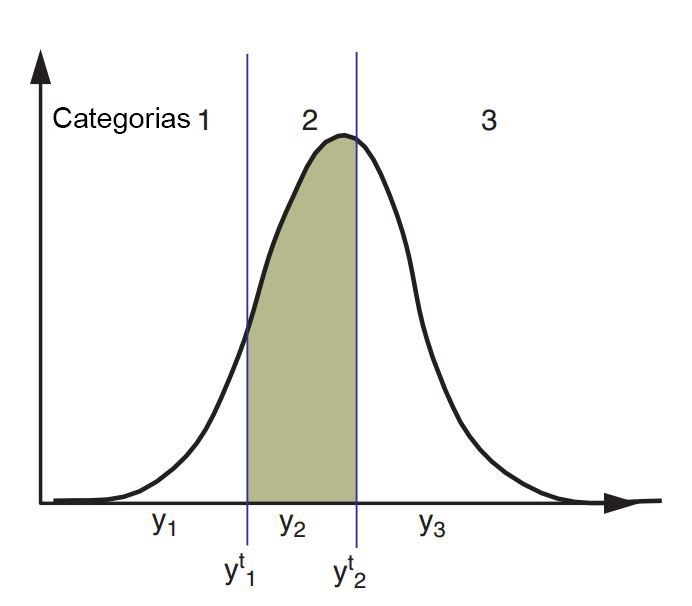 Categorias 1 2 3
y₁ y₂ y₃
yᵗ₁ yᵗ₂